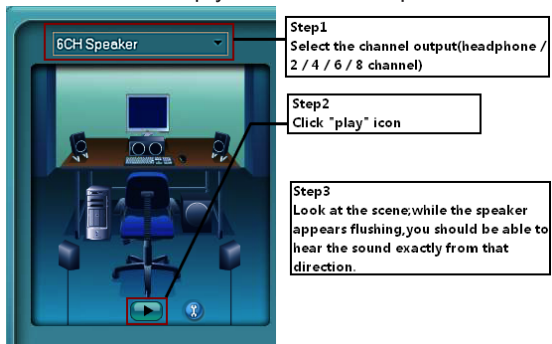 6CH Speaker
Step1
Select the channel output(headphone /
2 / 4 / 6 / 8 channel)
Step2
Click "play" icon
Step3
Look at the scene;while the speaker
appears flushing,you should be able to
hear the sound exactly from that
direction.